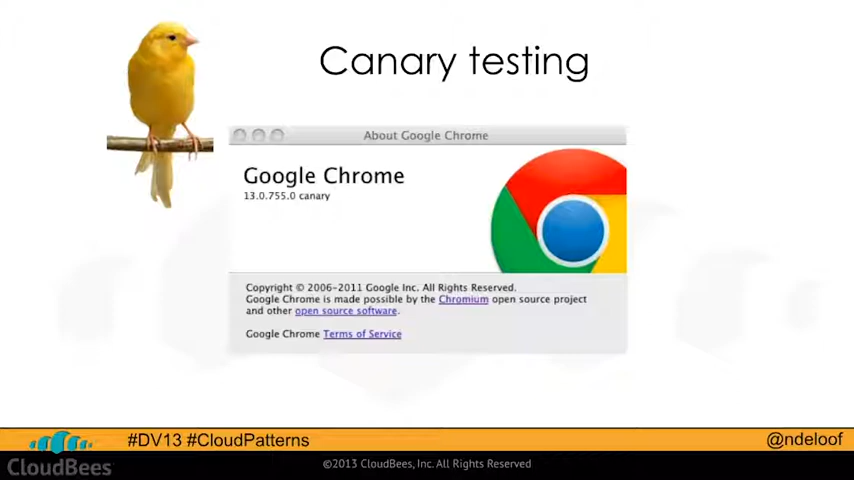 Canary testing
About Google Chrome
Google Chrome
13.0.755.0 canary
Copyright © 2006-2011 Google Inc. All Rights Reserved.
Google Chrome is made possible by the Chromium open source project
and other open source software.
Google Chrome Terms of Service
#DV13 #CloudPatterns
@ndeloof
CloudBees
©2013 CloudBees, Inc. All Rights Reserved